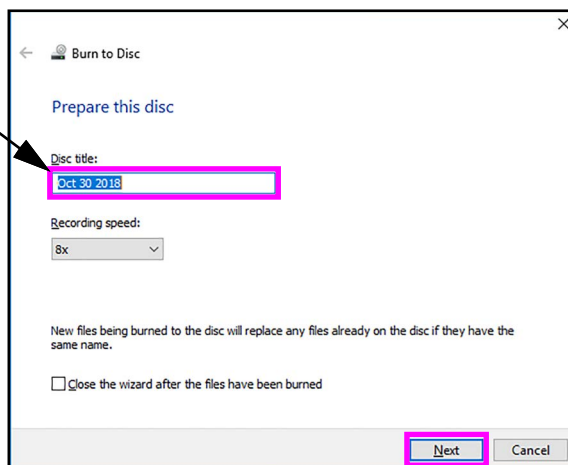 Burn to Disc
Prepare this disc
Disc title:
Oct 30 2018
Recording speed:
8x
New files being burned to the disc will replace any files already on the disc if they have the
same name.
Close the wizard after the files have been burned
Next Cancel